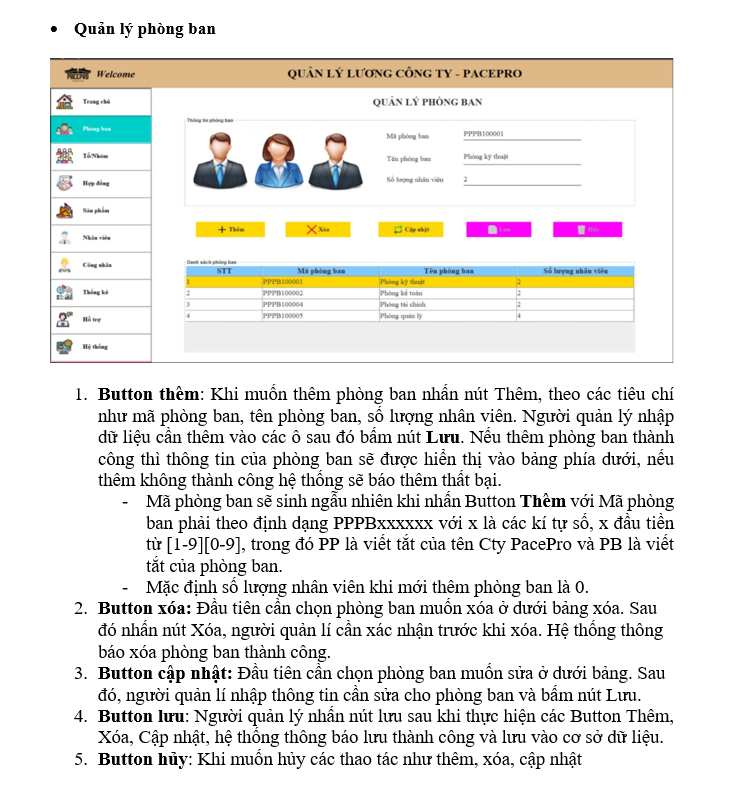 • Quản lý phòng ban
PACEPRO Welcome
QUẢN LÝ LƯƠNG CÔNG TY - PACEPRO
Trang chủ
Phòng ban
Tổ/Nhóm
Hợp đồng
Sản phẩm
Nhân viên
Công nhân
Thống kê
Hỗ trợ
Hệ thống
QUẢN LÝ PHÒNG BAN
Thông tin phòng ban
Mã phòng ban PPPB100001
Tên phòng ban Phòng kỹ thuật
Số lượng nhân viên 2
Thêm Xóa Cập nhật Lưu Hủy
Danh sách phòng ban
STT Mã phòng ban Tên phòng ban Số lượng nhân viên
1 PPPB100001 Phòng kỹ thuật 2
2 PPPB100002 Phòng kế toán 2
3 PPPB100004 Phòng tài chính 2
4 PPPB100005 Phòng quản lý 4
1. Button thêm: Khi muốn thêm phòng ban nhấn nút Thêm, theo các tiêu chí
như mã phòng ban, tên phòng ban, số lượng nhân viên. Người quản lý nhập
dữ liệu cần thêm vào các ô sau đó bấm nút Lưu. Nếu thêm phòng ban thành
công thì thông tin của phòng ban sẽ được hiển thị vào bảng phía dưới, nếu
thêm không thành công hệ thống sẽ báo thêm thất bại.
- Mã phòng ban sẽ sinh ngẫu nhiên khi nhấn Button Thêm với Mã phòng
ban phải theo định dạng PPPBxxxxxx với x là các kí tự số, x đầu tiền
từ [1-9][0-9], trong đó PP là viết tắt của tên Cty PacePro và PB là viết
tắt của phòng ban.
- Mặc định số lượng nhân viên khi mới thêm phòng ban là 0.
2. Button xóa: Đầu tiên cần chọn phòng ban muốn xóa ở dưới bảng xóa. Sau
đó nhấn nút Xóa, người quản lí cần xác nhận trước khi xóa. Hệ thống thông
báo xóa phòng ban thành công.
3. Button cập nhật: Đầu tiên cần chọn phòng ban muốn sửa ở dưới bảng. Sau
đó, người quản lí nhập thông tin cần sửa cho phòng ban và bấm nút Lưu.
4. Button lưu: Người quản lý nhấn nút lưu sau khi thực hiện các Button Thêm,
Xóa, Cập nhật, hệ thống thông báo lưu thành công và lưu vào cơ sở dữ liệu.
5. Button hủy: Khi muốn hủy các thao tác như thêm, xóa, cập nhật